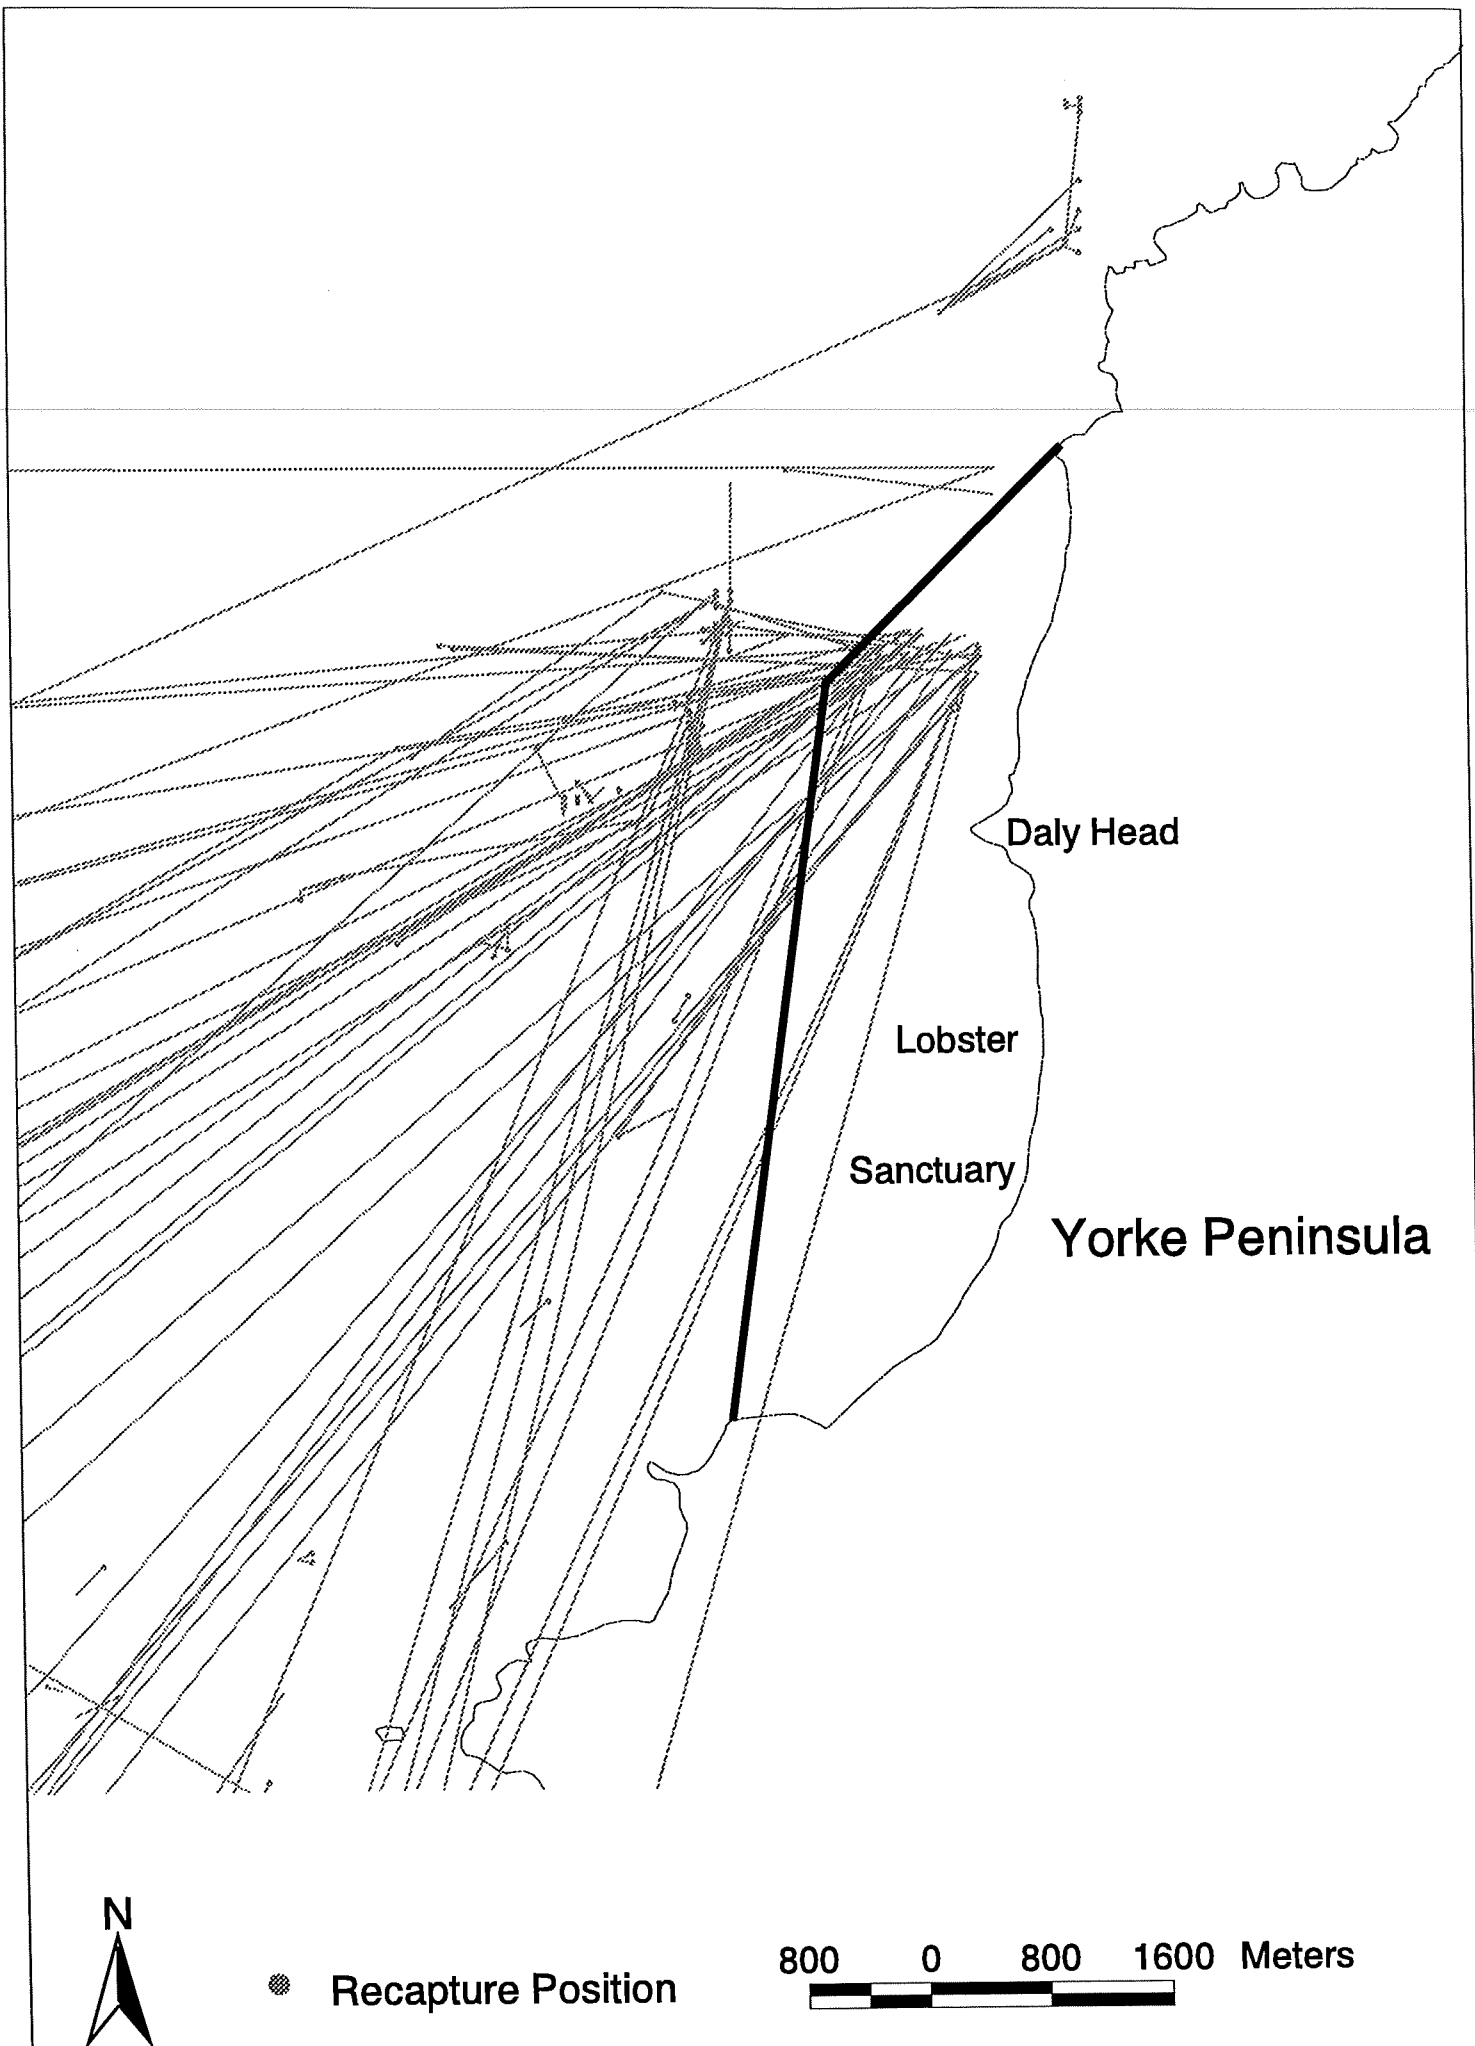 Daly Head
Lobster
Sanctuary
Yorke Peninsula
N
800 0 800 1600 Meters
Recapture Position